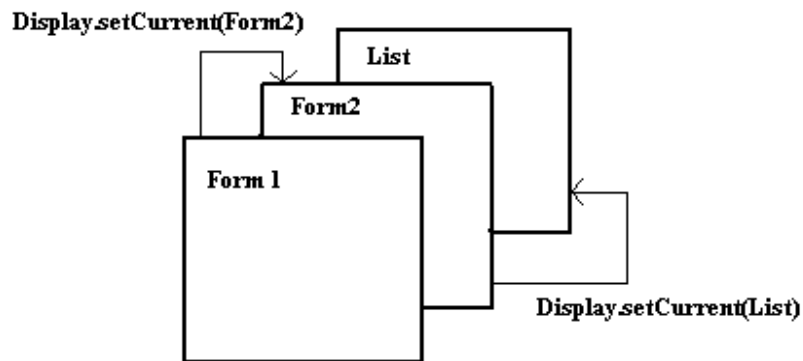 Display.setCurrent(Form2)
List
Form2
Form 1
Display.setCurrent(List)